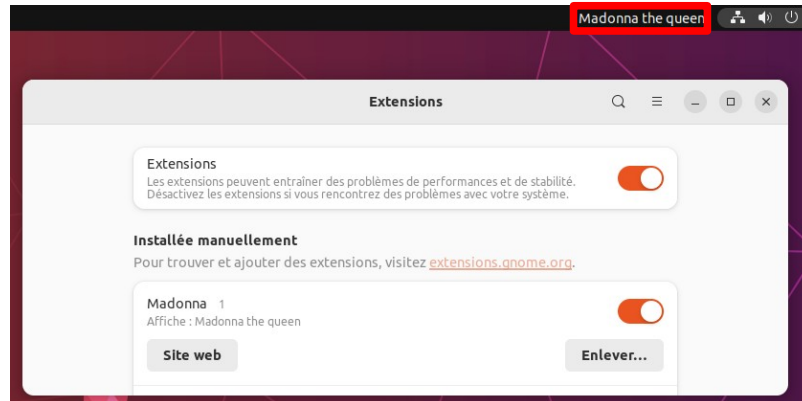 Madonna the queen
Extensions
Extensions
Les extensions peuvent entraîner des problèmes de performances et de stabilité.
Désactivez les extensions si vous rencontrez des problèmes avec votre système.
Installée manuellement
Pour trouver et ajouter des extensions, visitez extensions.gnome.org.
Madonna 1
Affiche : Madonna the queen
Site web
Enlever...